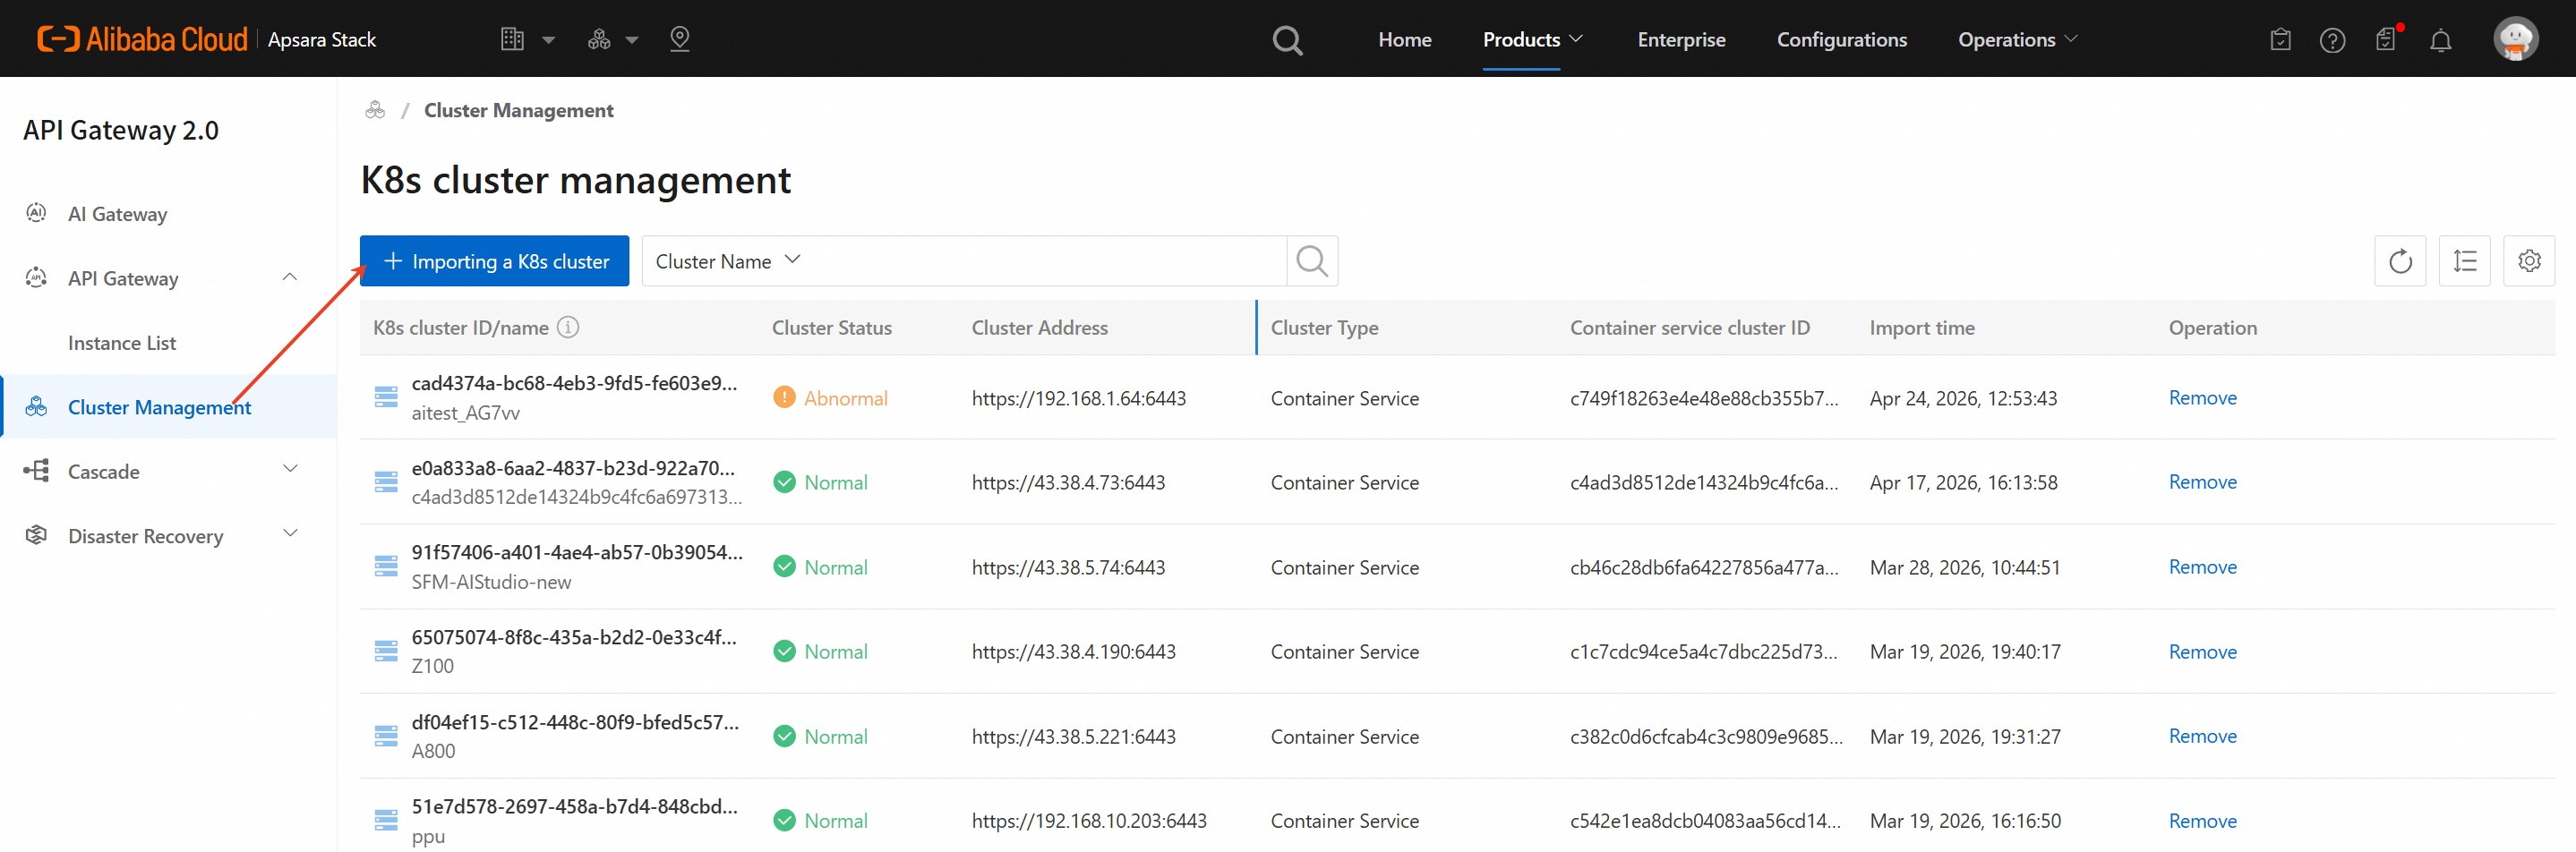 Alibaba Cloud | Apsara Stack
Home
Products
Enterprise
Configurations
Operations
API Gateway 2.0
AI Gateway
API Gateway
Instance List
Cluster Management
Cascade
Disaster Recovery
/ Cluster Management
K8s cluster management
+ Importing a K8s cluster
Cluster Name
K8s cluster ID/name Cluster Status Cluster Address Cluster Type Container service cluster ID Import time Operation
cad4374a-bc68-4eb3-9fd5-fe603e9...
aitest_AG7vv
Abnormal https://192.168.1.64:6443 Container Service c749f18263e4e48e88cb355b7... Apr 24, 2026, 12:53:43 Remove
e0a833a8-6aa2-4837-b23d-922a70...
c4ad3d8512de14324b9c4fc6a697313...
Normal https://43.38.4.73:6443 Container Service c4ad3d8512de14324b9c4fc6a... Apr 17, 2026, 16:13:58 Remove
91f57406-a401-4ae4-ab57-0b39054...
SFM-AIStudio-new
Normal https://43.38.5.74:6443 Container Service cb46c28db6fa64227856a477a... Mar 28, 2026, 10:44:51 Remove
65075074-8f8c-435a-b2d2-0e33c4f...
Z100
Normal https://43.38.4.190:6443 Container Service c1c7cdc94ce5a4c7dbc225d73... Mar 19, 2026, 19:40:17 Remove
df04ef15-c512-448c-80f9-bfed5c57...
A800
Normal https://43.38.5.221:6443 Container Service c382c0d6cfcab4c3c9809e9685... Mar 19, 2026, 19:31:27 Remove
51e7d578-2697-458a-b7d4-848cbd...
ppu
Normal https://192.168.10.203:6443 Container Service c542e1ea8dcb04083aa56cd14... Mar 19, 2026, 16:16:50 Remove